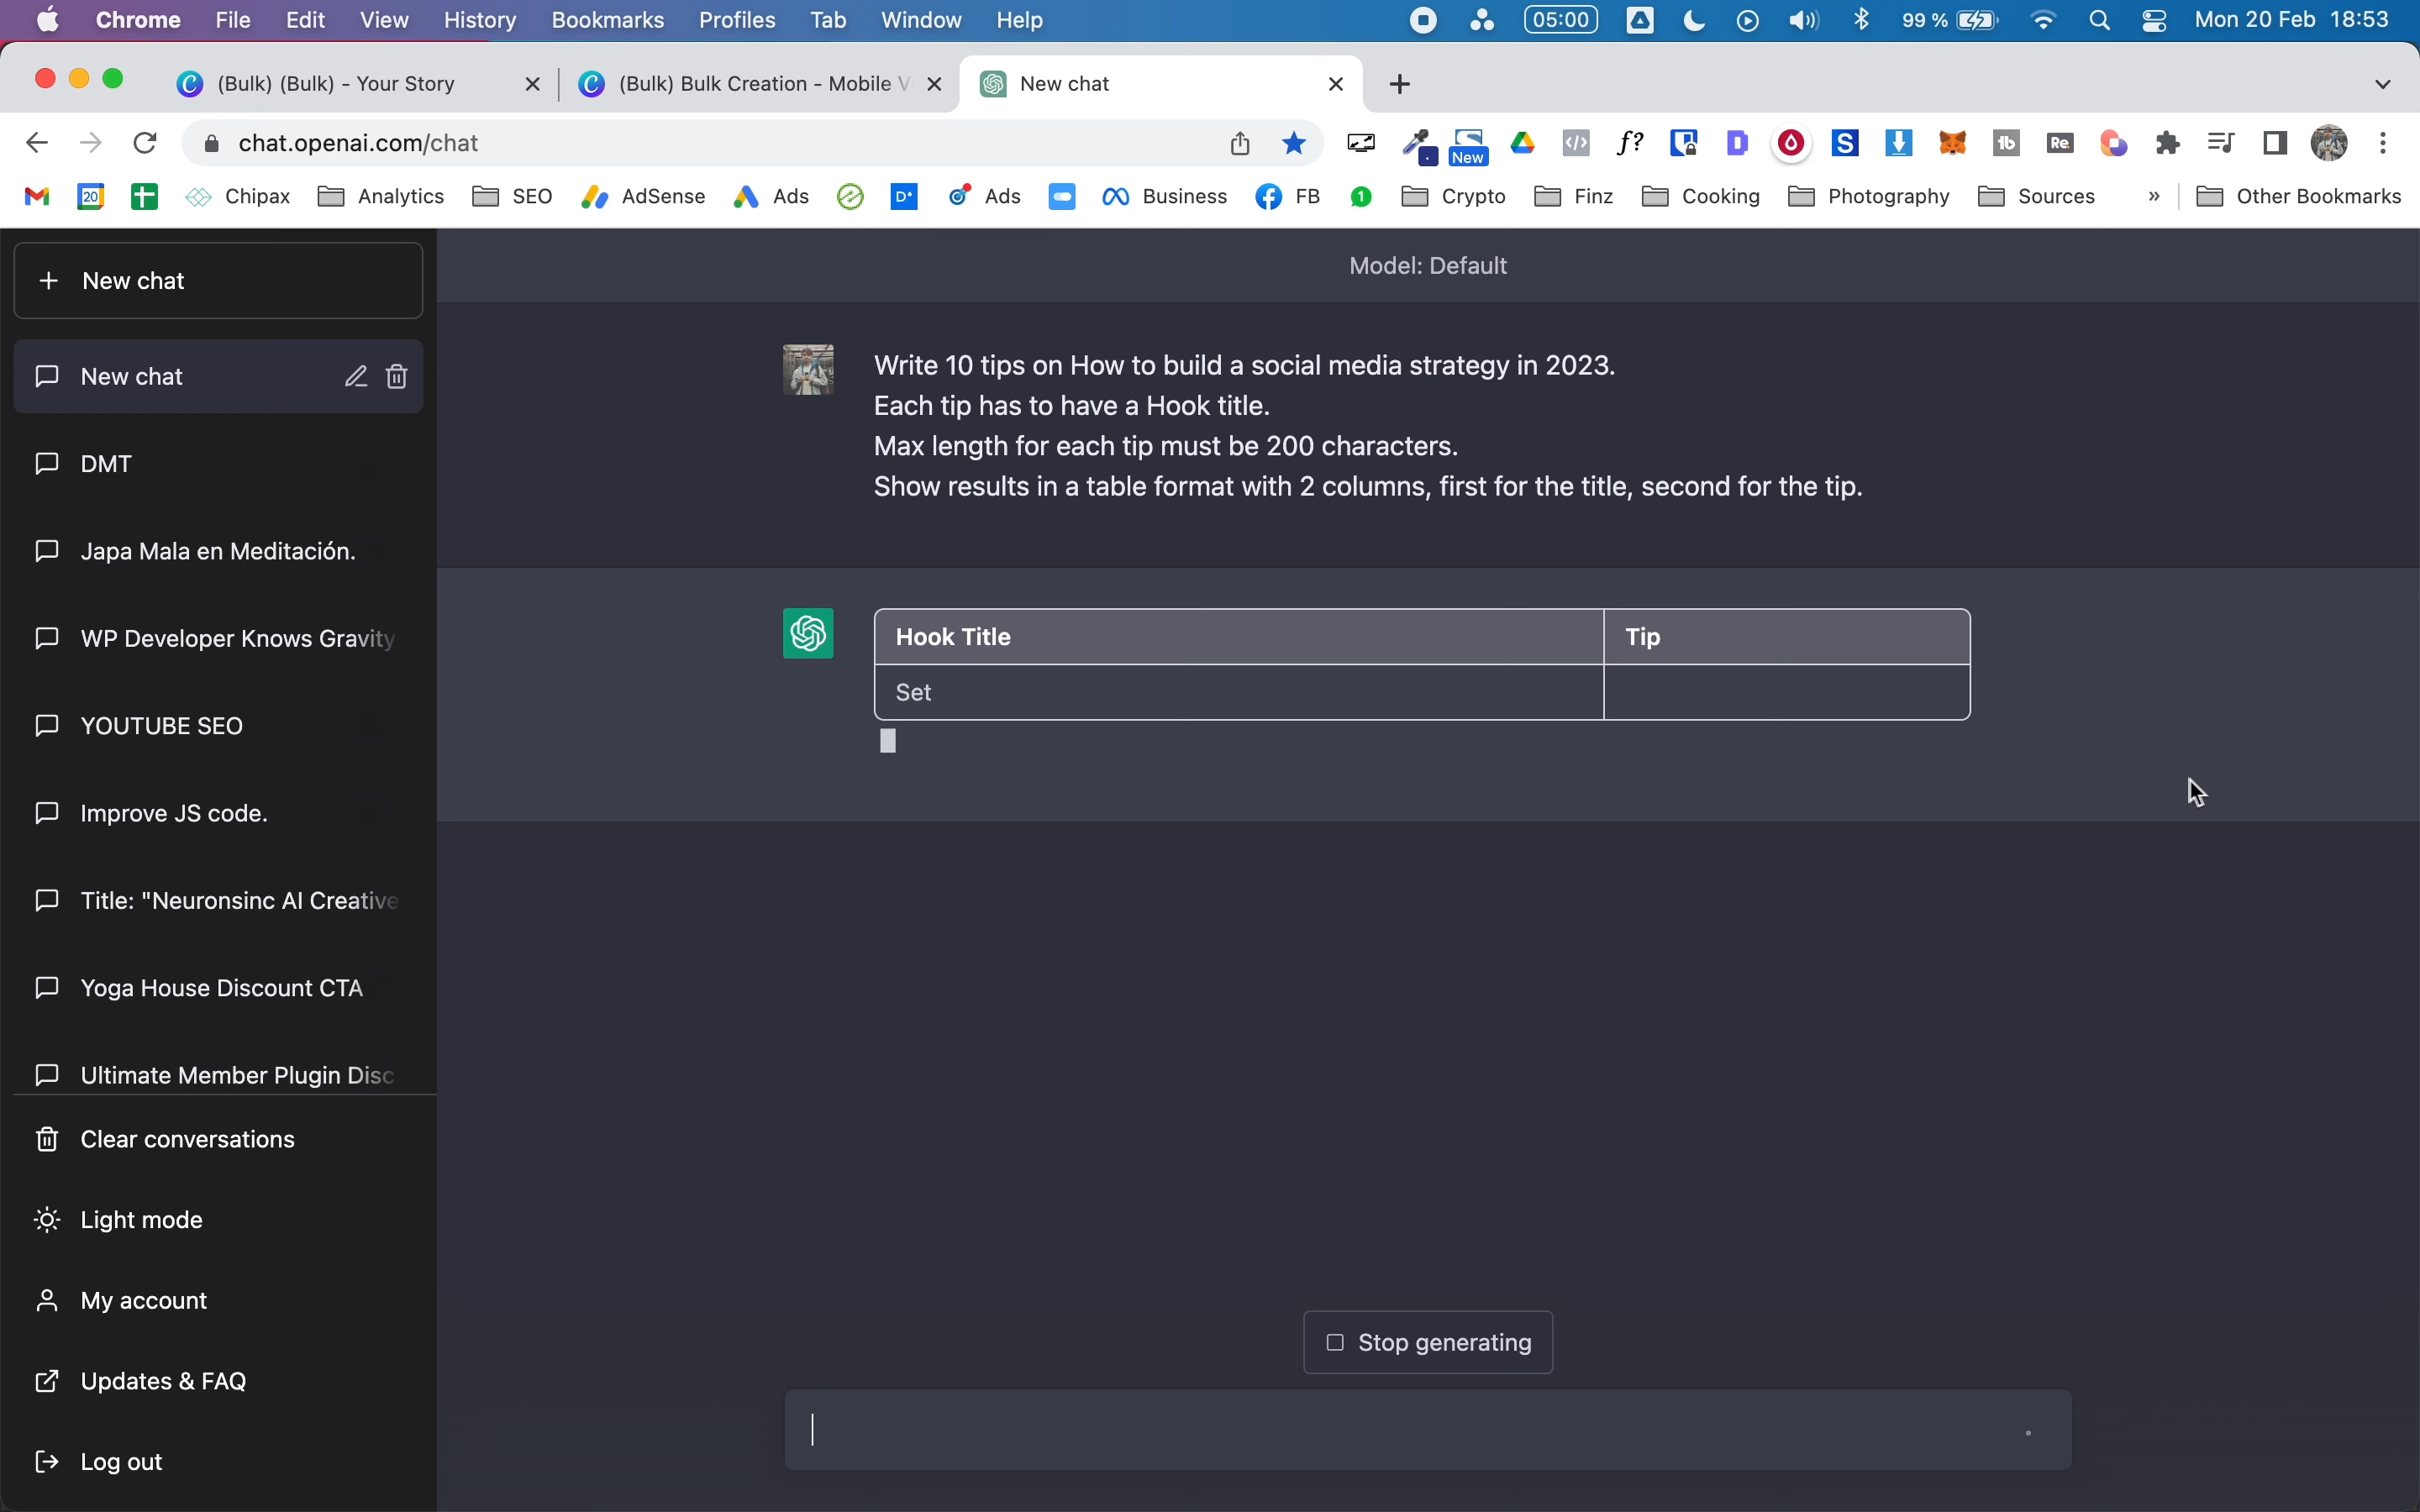 Chrome File Edit View History Bookmarks Profiles Tab Window Help 05:00 99 % Mon 20 Feb 18:53
(Bulk) (Bulk) - Your Story (Bulk) Bulk Creation - Mobile V New chat
chat.openai.com/chat New f? D S tb Re
20 Chipax Analytics SEO AdSense Ads D Ads Business FB 1 Crypto Finz Cooking Photography Sources » Other Bookmarks
New chat
Model: Default
New chat
DMT
Japa Mala en Meditación.
WP Developer Knows Gravity
YOUTUBE SEO
Improve JS code.
Title: "Neuronsinc AI Creative
Yoga House Discount CTA
Ultimate Member Plugin Disc
Clear conversations
Light mode
My account
Updates & FAQ
Log out
Write 10 tips on How to build a social media strategy in 2023.
Each tip has to have a Hook title.
Max length for each tip must be 200 characters.
Show results in a table format with 2 columns, first for the title, second for the tip.
Hook Title Tip
Set
Stop generating